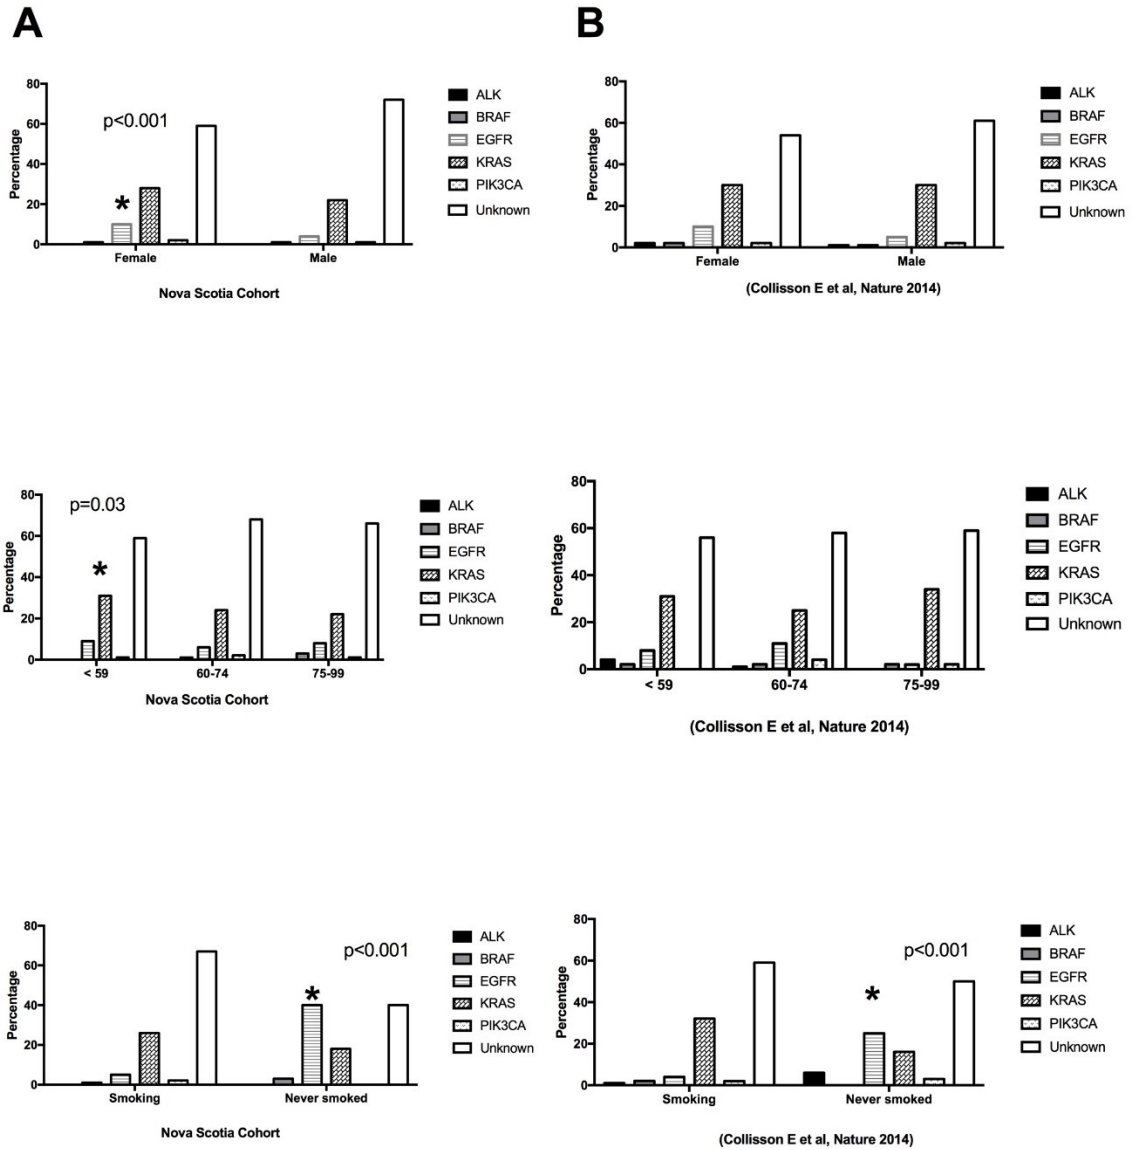 A
B
80
60
40
20
0
Percentage
p<0.001
*
Female
Male
Nova Scotia Cohort
ALK
BRAF
EGFR
KRAS
PIK3CA
Unknown
80
60
40
20
0
Percentage
Female
Male
(Collisson E et al, Nature 2014)
ALK
BRAF
EGFR
KRAS
PIK3CA
Unknown
80
60
40
20
0
Percentage
p=0.03
*
< 59
60-74
75-99
Nova Scotia Cohort
ALK
BRAF
EGFR
KRAS
PIK3CA
Unknown
80
60
40
20
0
Percentage
< 59
60-74
75-99
(Collisson E et al, Nature 2014)
ALK
BRAF
EGFR
KRAS
PIK3CA
Unknown
80
60
40
20
0
Percentage
p<0.001
*
Smoking
Never smoked
Nova Scotia Cohort
ALK
BRAF
EGFR
KRAS
PIK3CA
Unknown
80
60
40
20
0
Percentage
p<0.001
*
Smoking
Never smoked
(Collisson E et al, Nature 2014)
ALK
BRAF
EGFR
KRAS
PIK3CA
Unknown